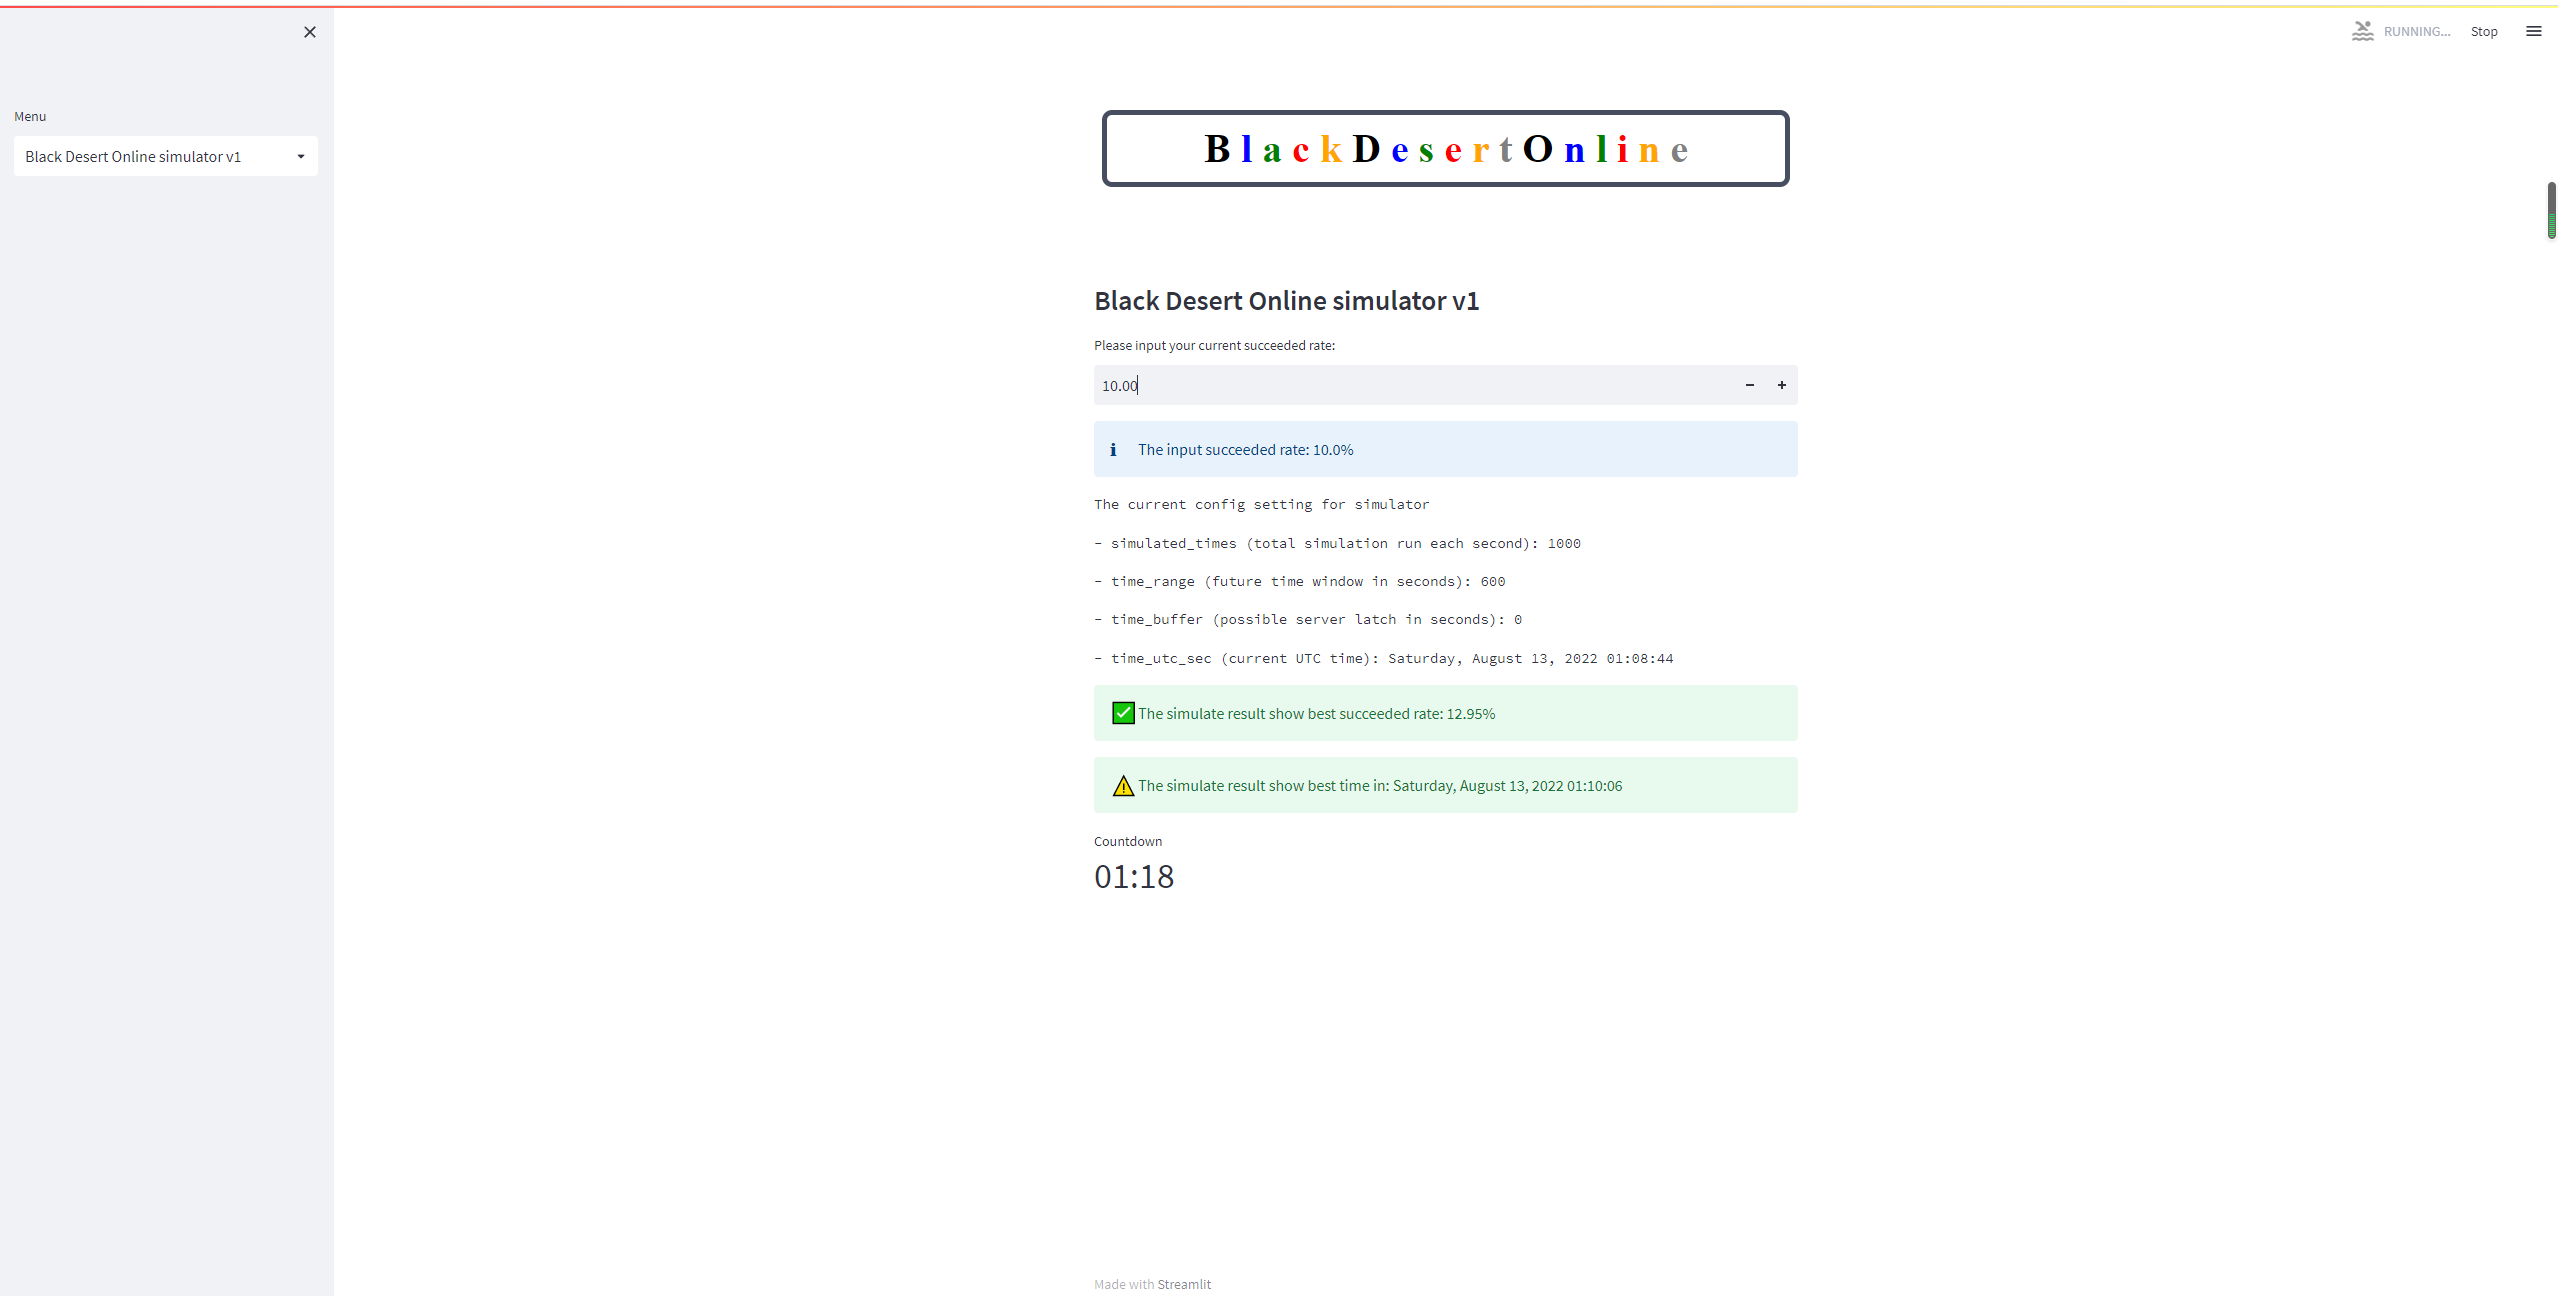 RUNNING...
Stop
Menu
Black Desert Online simulator v1
B l a c k D e s e r t O n l i n e
Black Desert Online simulator v1
Please input your current succeeded rate:
10.00
The input succeeded rate: 10.0%
The current config setting for simulator
- simulated_times (total simulation run each second): 1000
- time_range (future time window in seconds): 600
- time_buffer (possible server latch in seconds): 0
- time_utc_sec (current UTC time): Saturday, August 13, 2022 01:08:44
The simulate result show best succeeded rate: 12.95%
The simulate result show best time in: Saturday, August 13, 2022 01:10:06
Countdown
01:18
Made with Streamlit